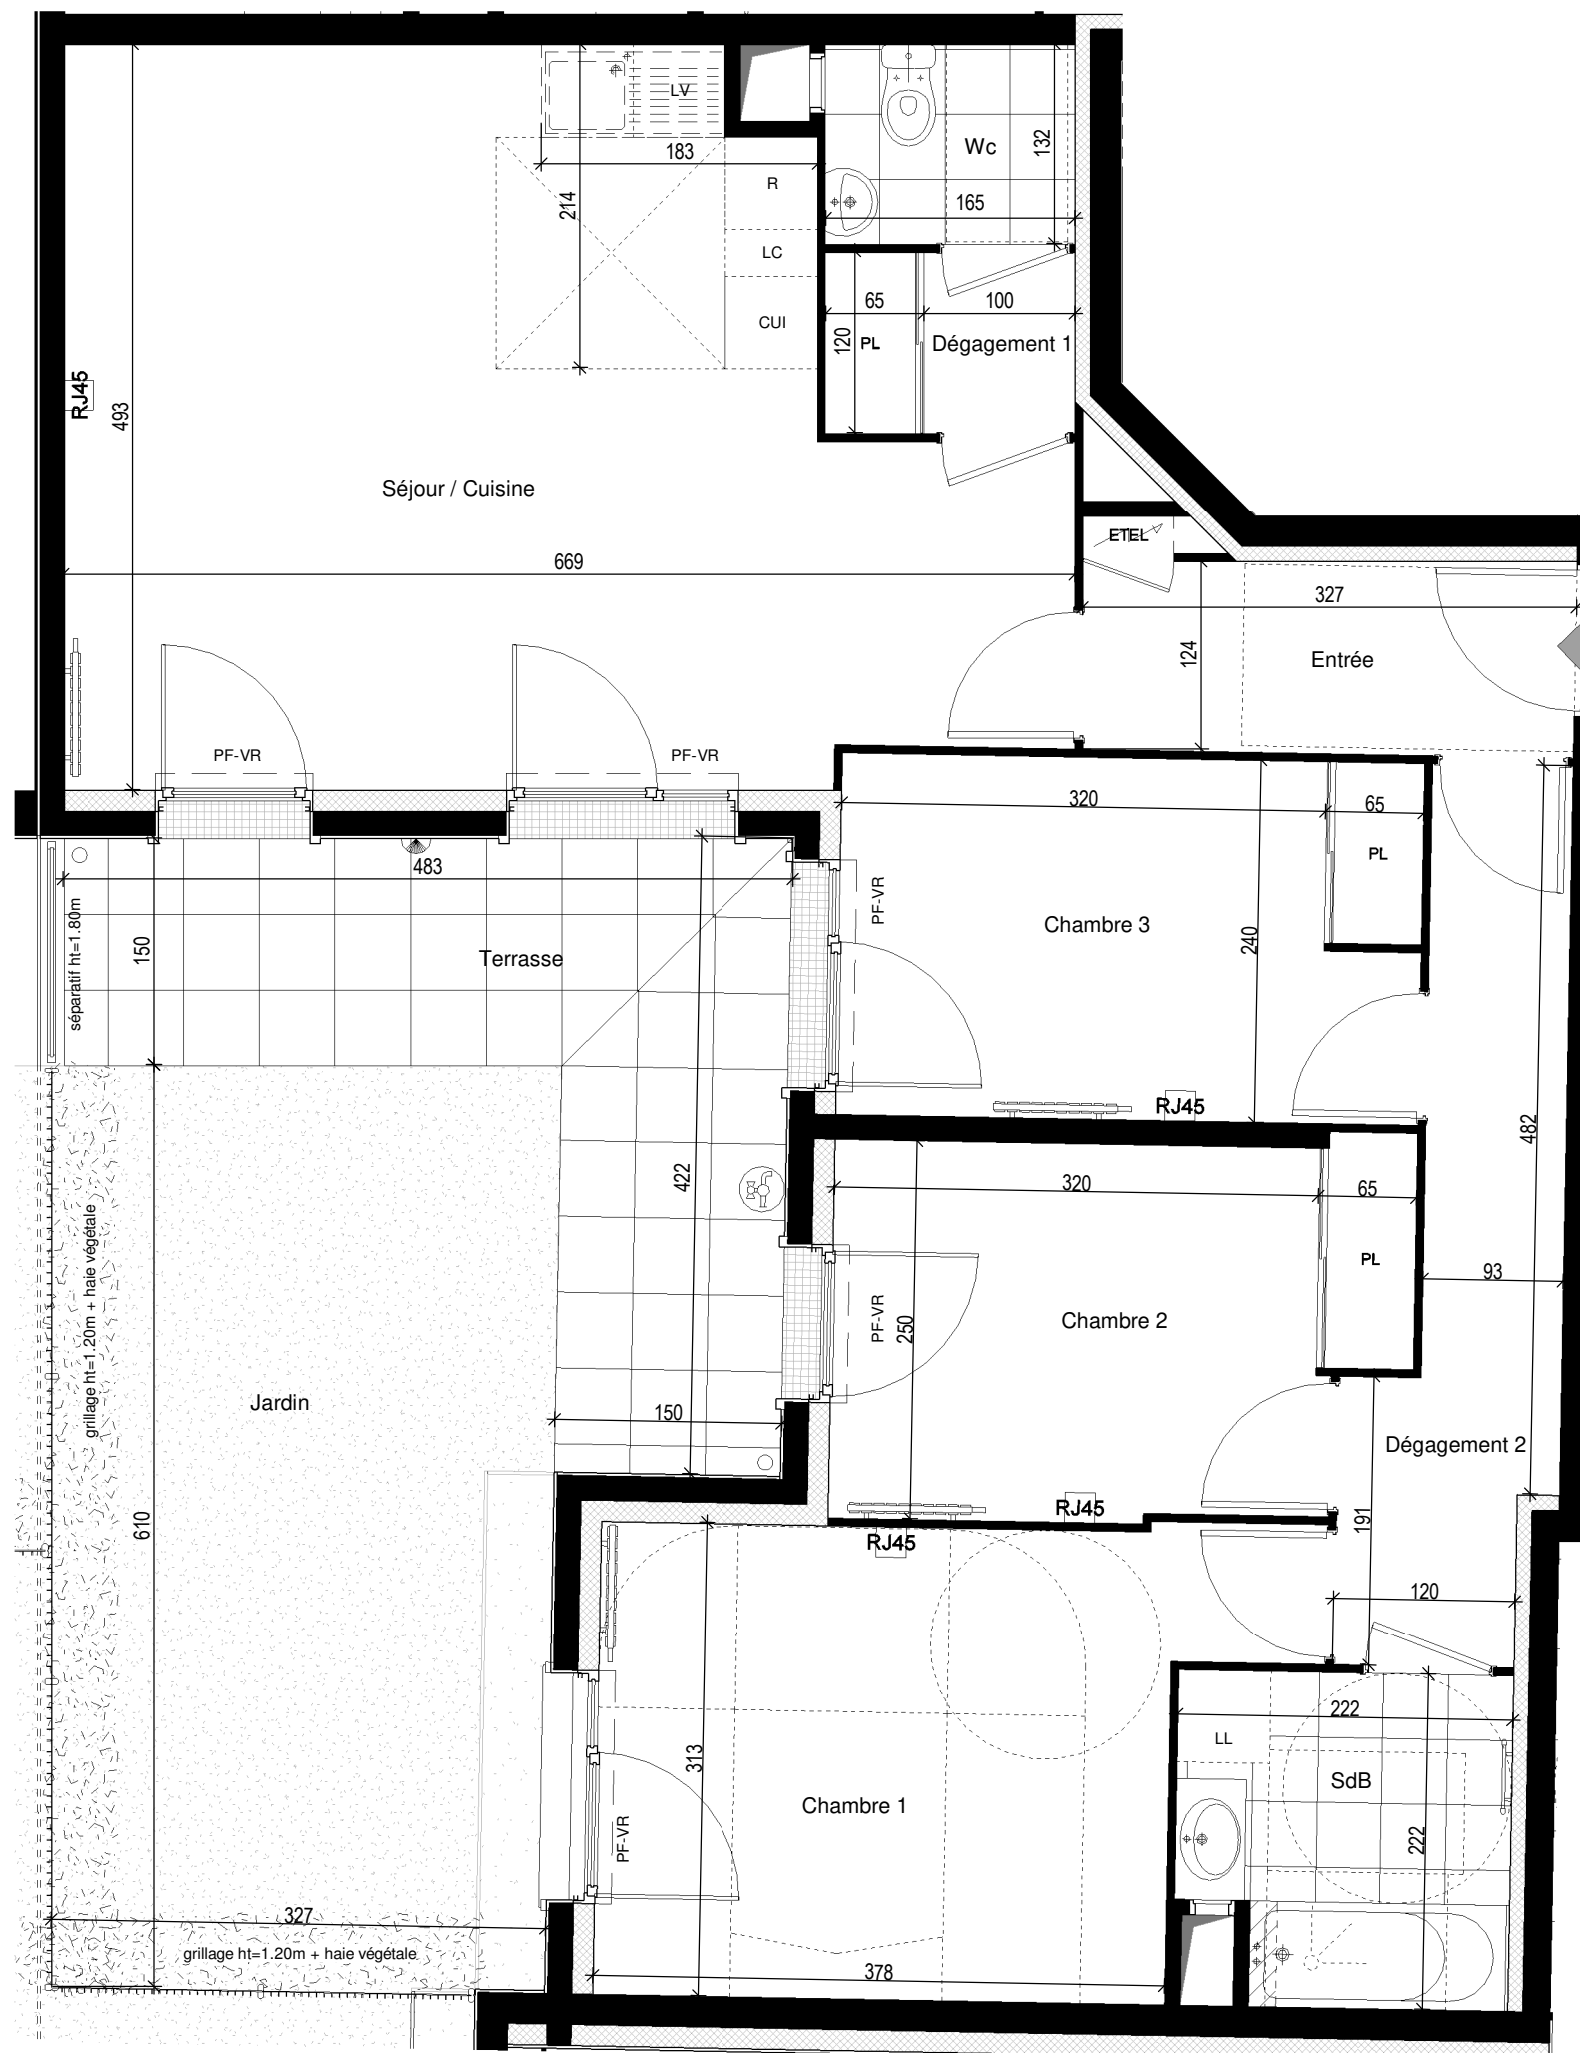 LV
183
R
214
LC
CUI
Wc
132
165
65
100
120
PL
Dégagement 1
RJ45
493
Séjour / Cuisine
669
ETEL
327
124
Entrée
PF-VR
PF-VR
483
séparatif ht=1.80m
150
Terrasse
320
65
PL
PF-VR
Chambre 3
240
RJ45
482
422
320
65
PL
93
PF-VR
250
Chambre 2
grillage ht=1.20m + haie végétale
Jardin
150
Dégagement 2
610
RJ45
RJ45
191
120
222
LL
SdB
313
Chambre 1
PF-VR
222
327
grillage ht=1.20m + haie végétale
378